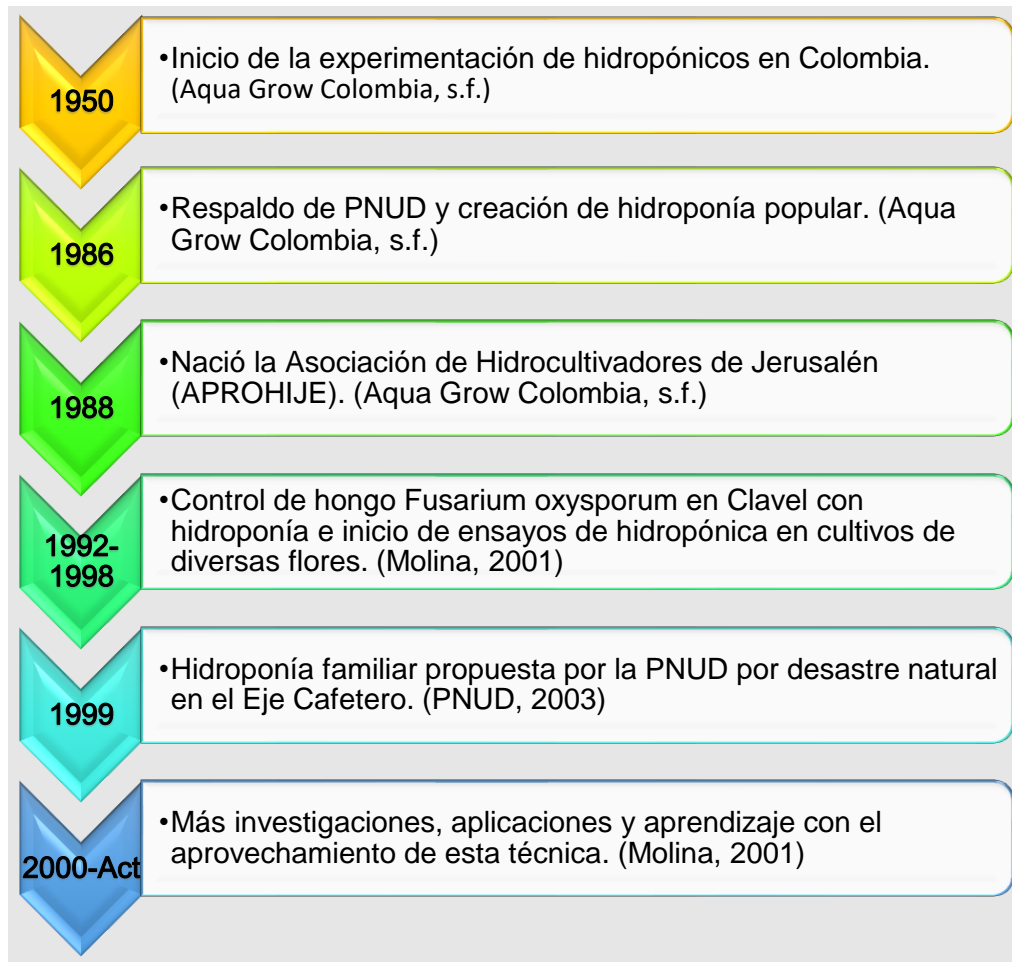 1950
•Inicio de la experimentación de hidropónicos en Colombia.
(Aqua Grow Colombia, s.f.)
1986
•Respaldo de PNUD y creación de hidroponía popular. (Aqua
Grow Colombia, s.f.)
1988
•Nació la Asociación de Hidrocultivadores de Jerusalén
(APROHIJE). (Aqua Grow Colombia, s.f.)
1992-
1998
•Control de hongo Fusarium oxysporum en Clavel con
hidroponía e inicio de ensayos de hidropónica en cultivos de
diversas flores. (Molina, 2001)
1999
•Hidroponía familiar propuesta por la PNUD por desastre natural
en el Eje Cafetero. (PNUD, 2003)
2000-Act
•Más investigaciones, aplicaciones y aprendizaje con el
aprovechamiento de esta técnica. (Molina, 2001)